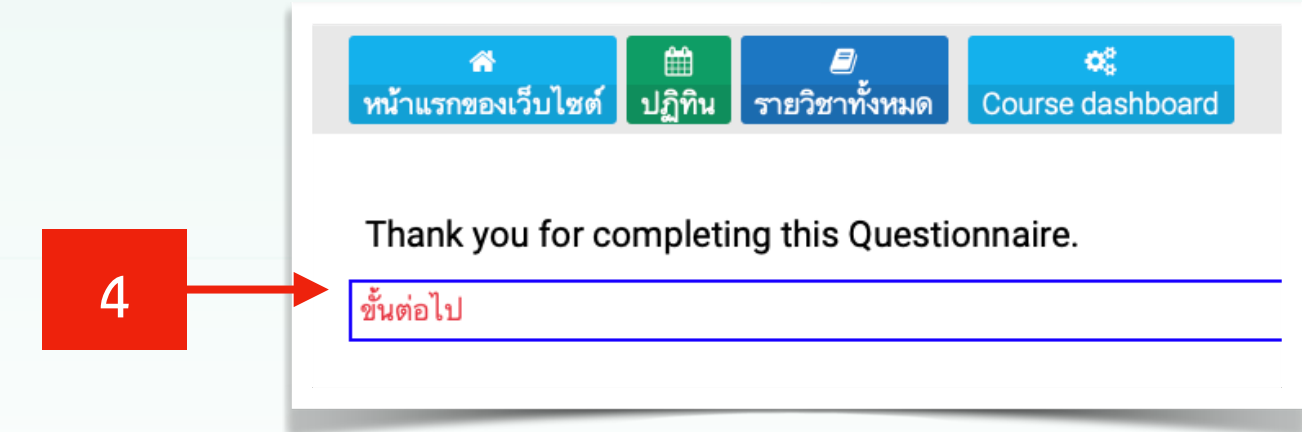 หน้าแรกของเว็บไซต์ ปฏิทิน รายวิชาทั้งหมด Course dashboard
Thank you for completing this Questionnaire.
4
ขั้นต่อไป